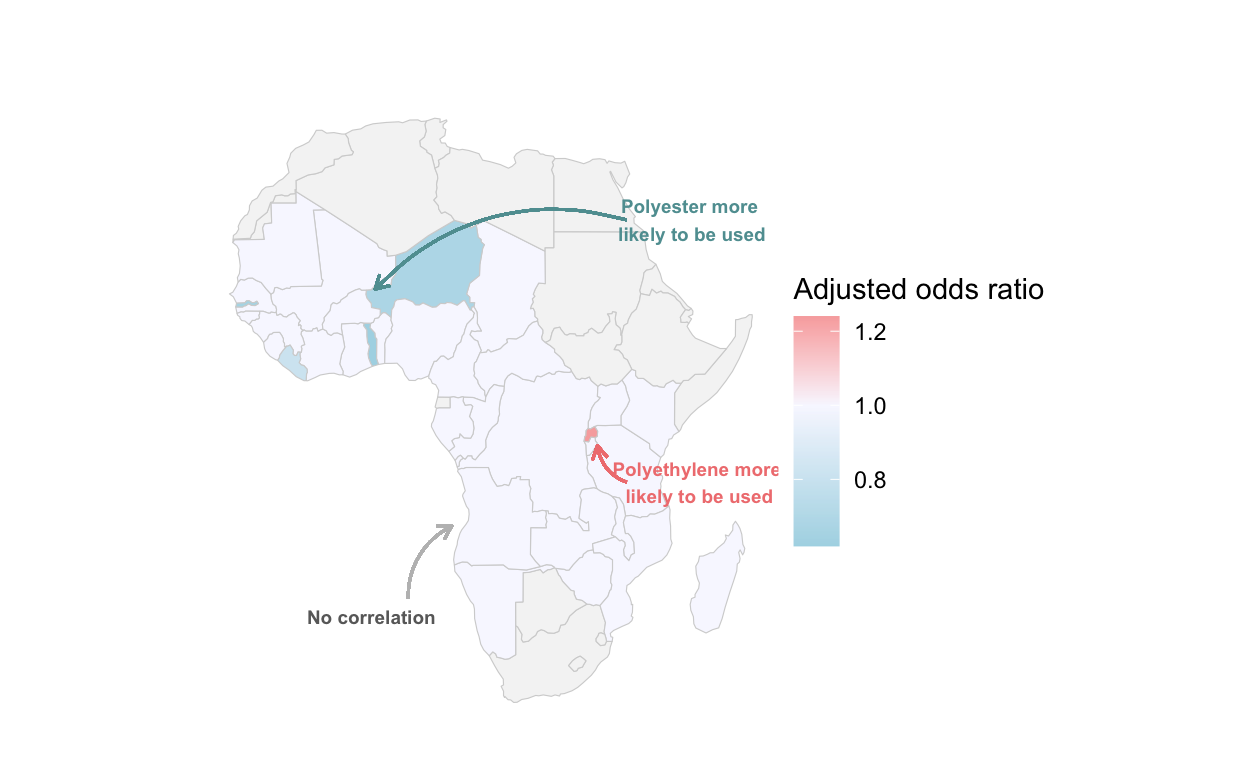 Polyester more
likely to be used
Adjusted odds ratio
1.2
1.0
0.8
Polyethylene more
likely to be used
No correlation